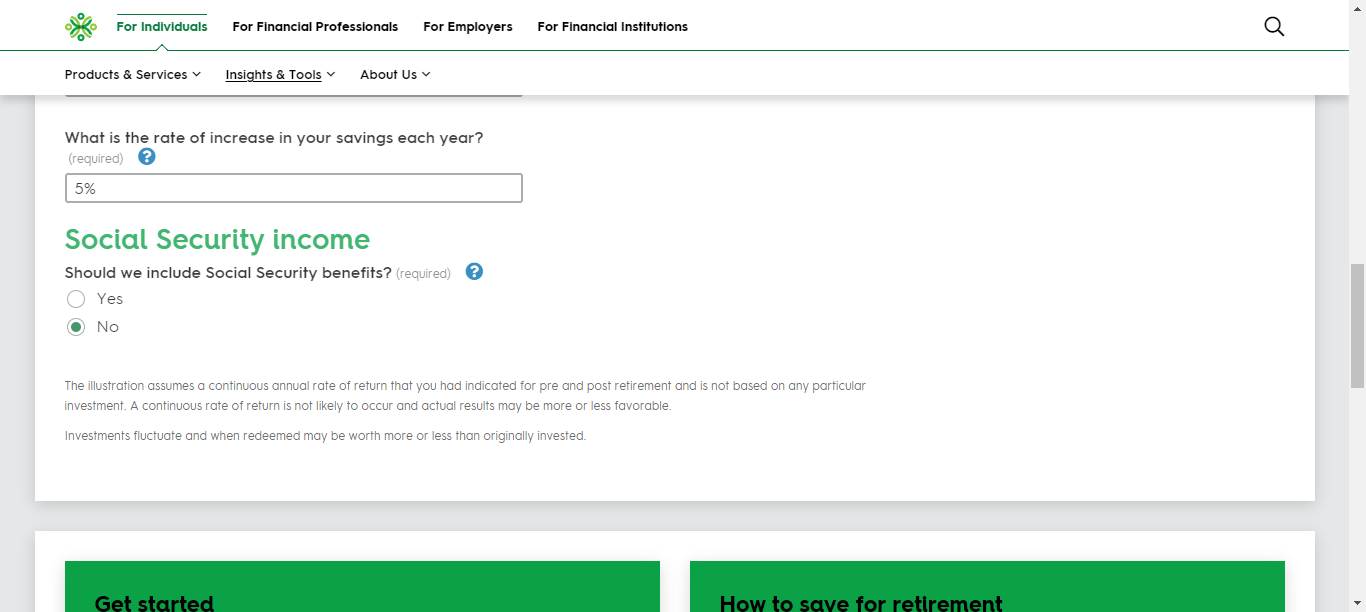 For Individuals For Financial Professionals For Employers For Financial Institutions
Products & Services Insights & Tools About Us
What is the rate of increase in your savings each year?
(required) ?
5%
Social Security income
Should we include Social Security benefits? (required) ?
Yes
No
The illustration assumes a continuous annual rate of return that you had indicated for pre and post retirement and is not based on any particular
investment. A continuous rate of return is not likely to occur and actual results may be more or less favorable.
Investments fluctuate and when redeemed may be worth more or less than originally invested.
Get started How to save for retirement